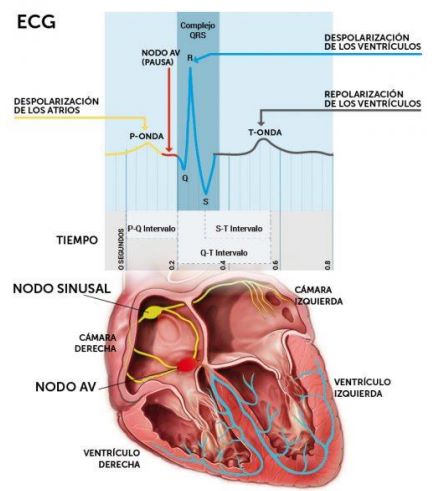 ECG
Complejo
QRS
NODO AV
(PAUSA)
R
DESPOLARIZACIÓN
DE LOS VENTRÍCULOS
DESPOLARIZACIÓN
DE LOS ATRIOS
REPOLARIZACIÓN
DE LOS VENTRÍCULOS
P-ONDA
T-ONDA
Q
S
P-Q Intervalo
S-T Intervalo
Q-T Intervalo
TIEMPO
O SEGUNDOS
0.2
0.4
0.6
0.8
NODO SINUSAL
CÁMARA
IZQUIERDA
CÁMARA
DERECHA
NODO AV
VENTRÍCULO
IZQUIERDA
VENTRÍCULO
DERECHA